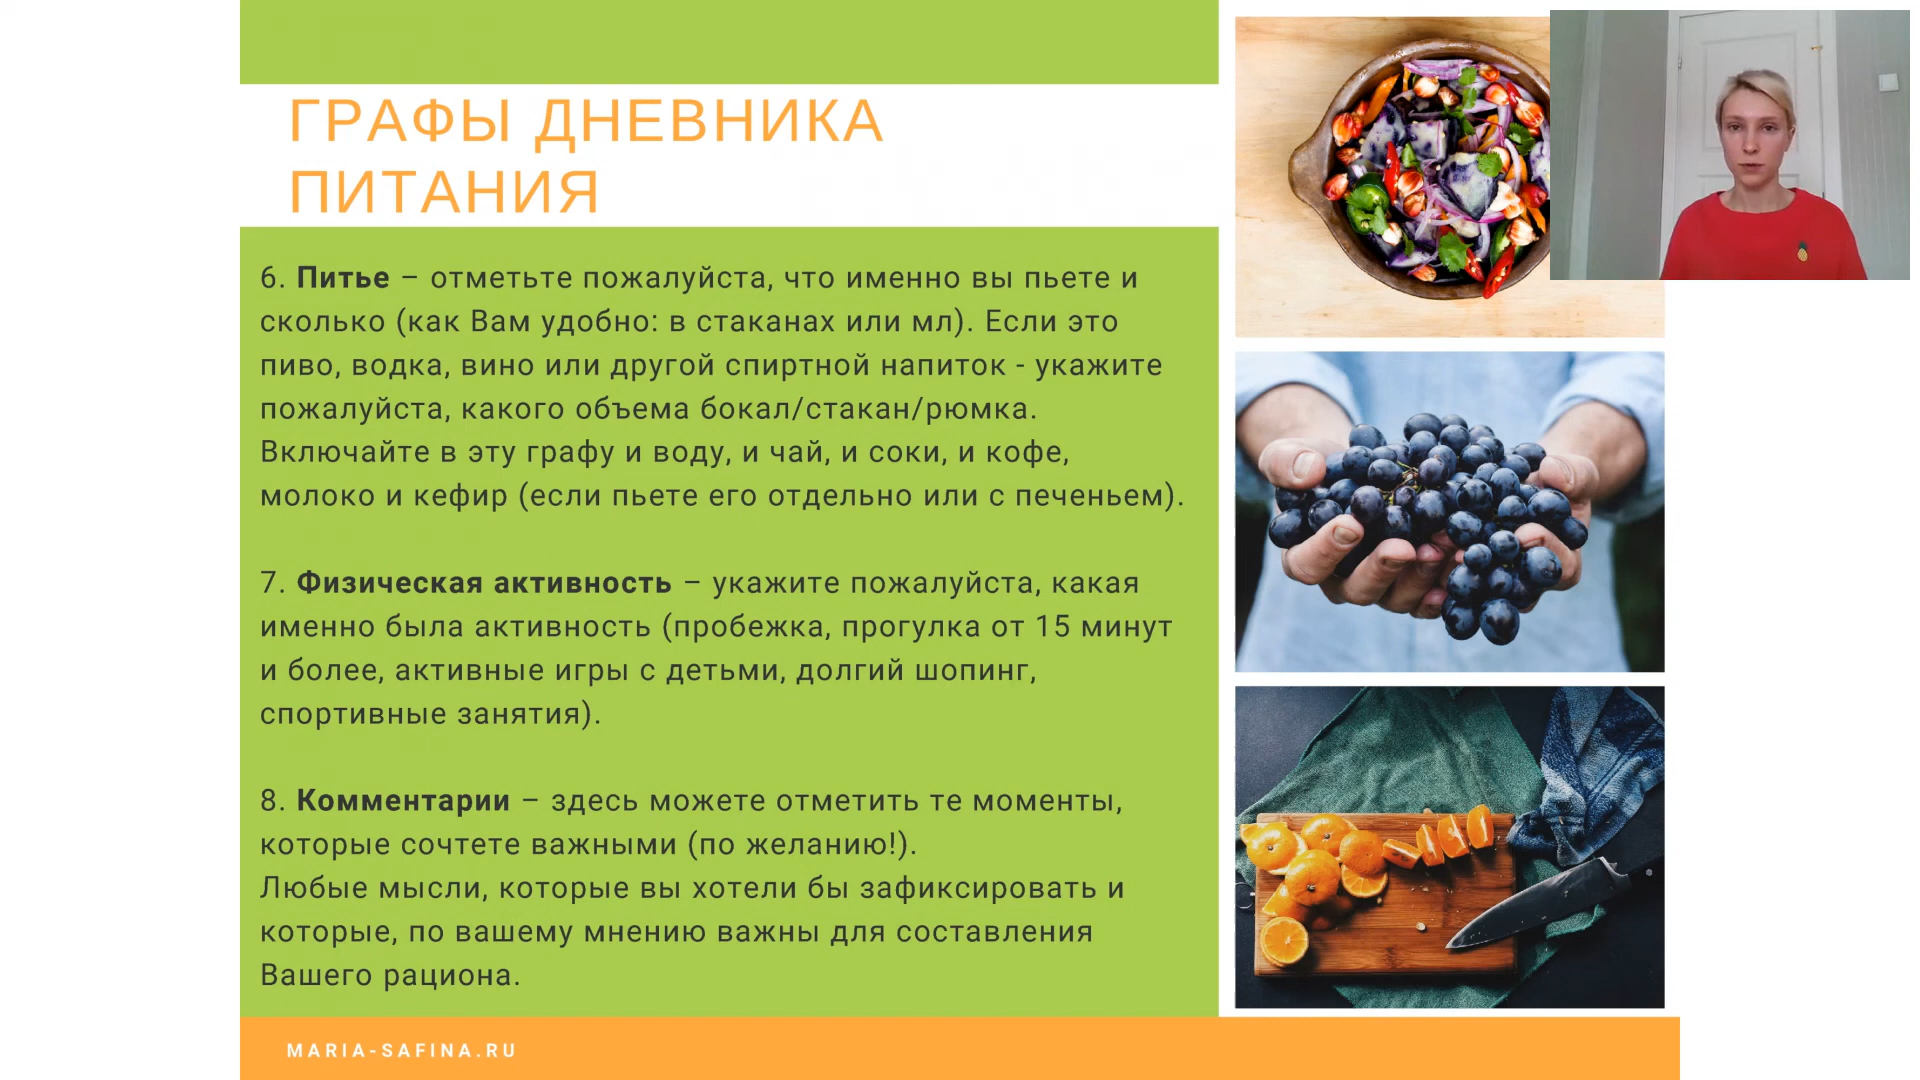 ГРАФЫ ДНЕВНИКА
ПИТАНИЯ
6. Питье – отметьте пожалуйста, что именно вы пьете и
сколько (как Вам удобно: в стаканах или мл). Если это
пиво, водка, вино или другой спиртной напиток - укажите
пожалуйста, какого объема бокал/стакан/рюмка.
Включайте в эту графу и воду, и чай, и соки, и кофе,
молоко и кефир (если пьете его отдельно или с печеньем).
7. Физическая активность – укажите пожалуйста, какая
именно была активность (пробежка, прогулка от 15 минут
и более, активные игры с детьми, долгий шопинг,
спортивные занятия).
8. Комментарии – здесь можете отметить те моменты,
которые сочтете важными (по желанию!).
Любые мысли, которые вы хотели бы зафиксировать и
которые, по вашему мнению важны для составления
Вашего рациона.
MARIA-SAFINA.RU